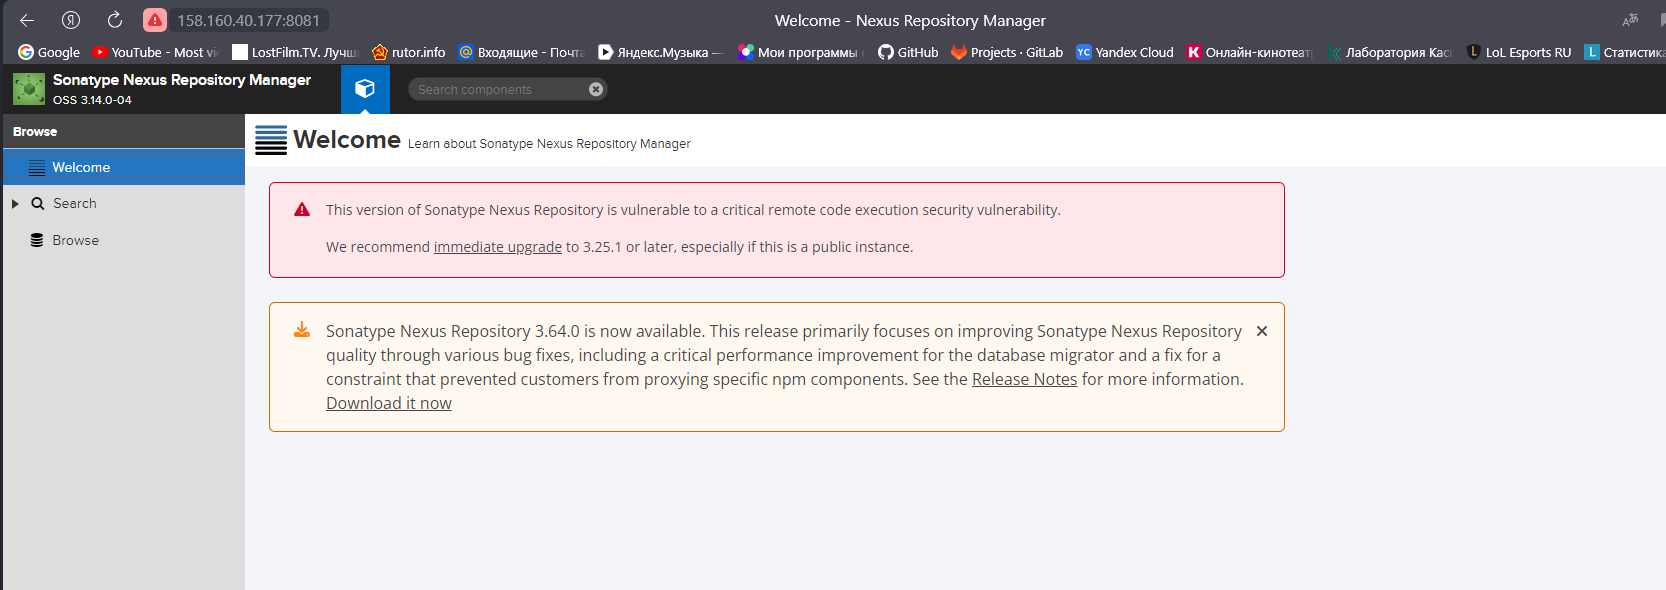 Я
158.160.40.177:8081
Welcome - Nexus Repository Manager
Google
YouTube - Most
LostFilm.TV.
rutor.info
Входящие - Почта
Яндекс.Музыка —
Мои программы
GitHub
Projects · GitLab
YC Yandex Cloud
K Онлайн-кинотеат
Лаборатория
L LoL Esports RU
L Статистика
Sonatype Nexus Repository Manager
OSS 3.14.0-04
Search components
Browse
Welcome
Search
Browse
Welcome Learn about Sonatype Nexus Repository Manager
This version of Sonatype Nexus Repository is vulnerable to a critical remote code execution security vulnerability.
We recommend immediate upgrade to 3.25.1 or later, especially if this is a public instance.
Sonatype Nexus Repository 3.64.0 is now available. This release primarily focuses on improving Sonatype Nexus Repository
quality through various bug fixes, including a critical performance improvement for the database migrator and a fix for a
constraint that prevented customers from proxying specific npm components. See the Release Notes for more information.
Download it now